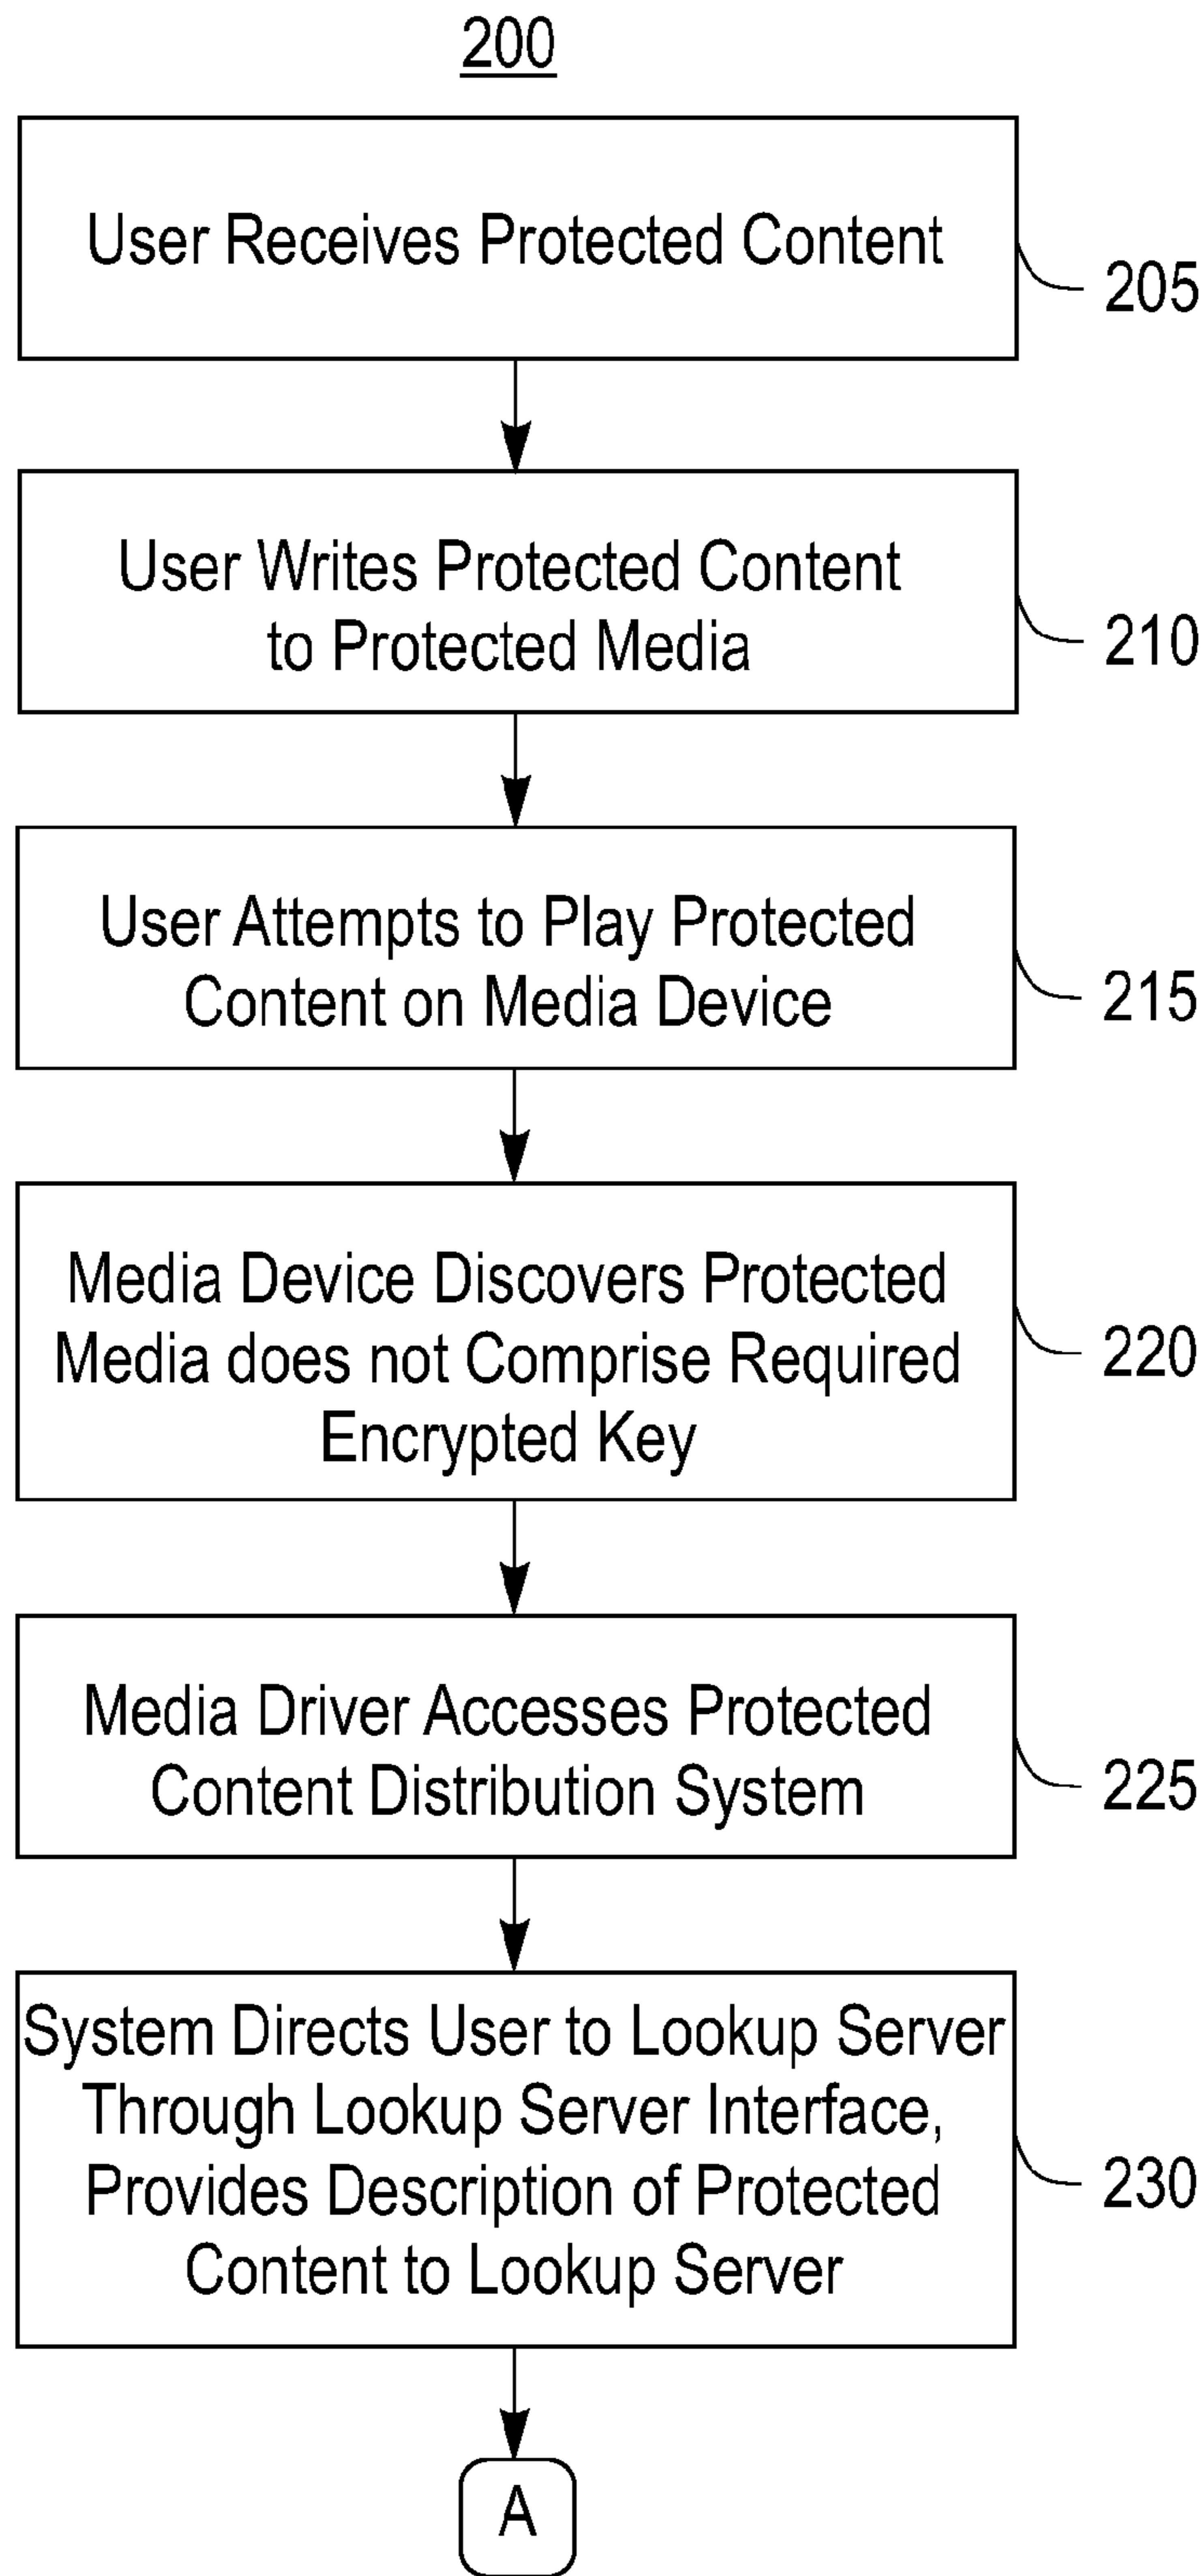 200
User Receives Protected Content
205
User Writes Protected Content
to Protected Media
210
User Attempts to Play Protected
Content on Media Device
215
Media Device Discovers Protected
Media does not Comprise Required
Encrypted Key
220
Media Driver Accesses Protected
Content Distribution System
225
System Directs User to Lookup Server
Through Lookup Server Interface,
Provides Description of Protected
Content to Lookup Server
230
A